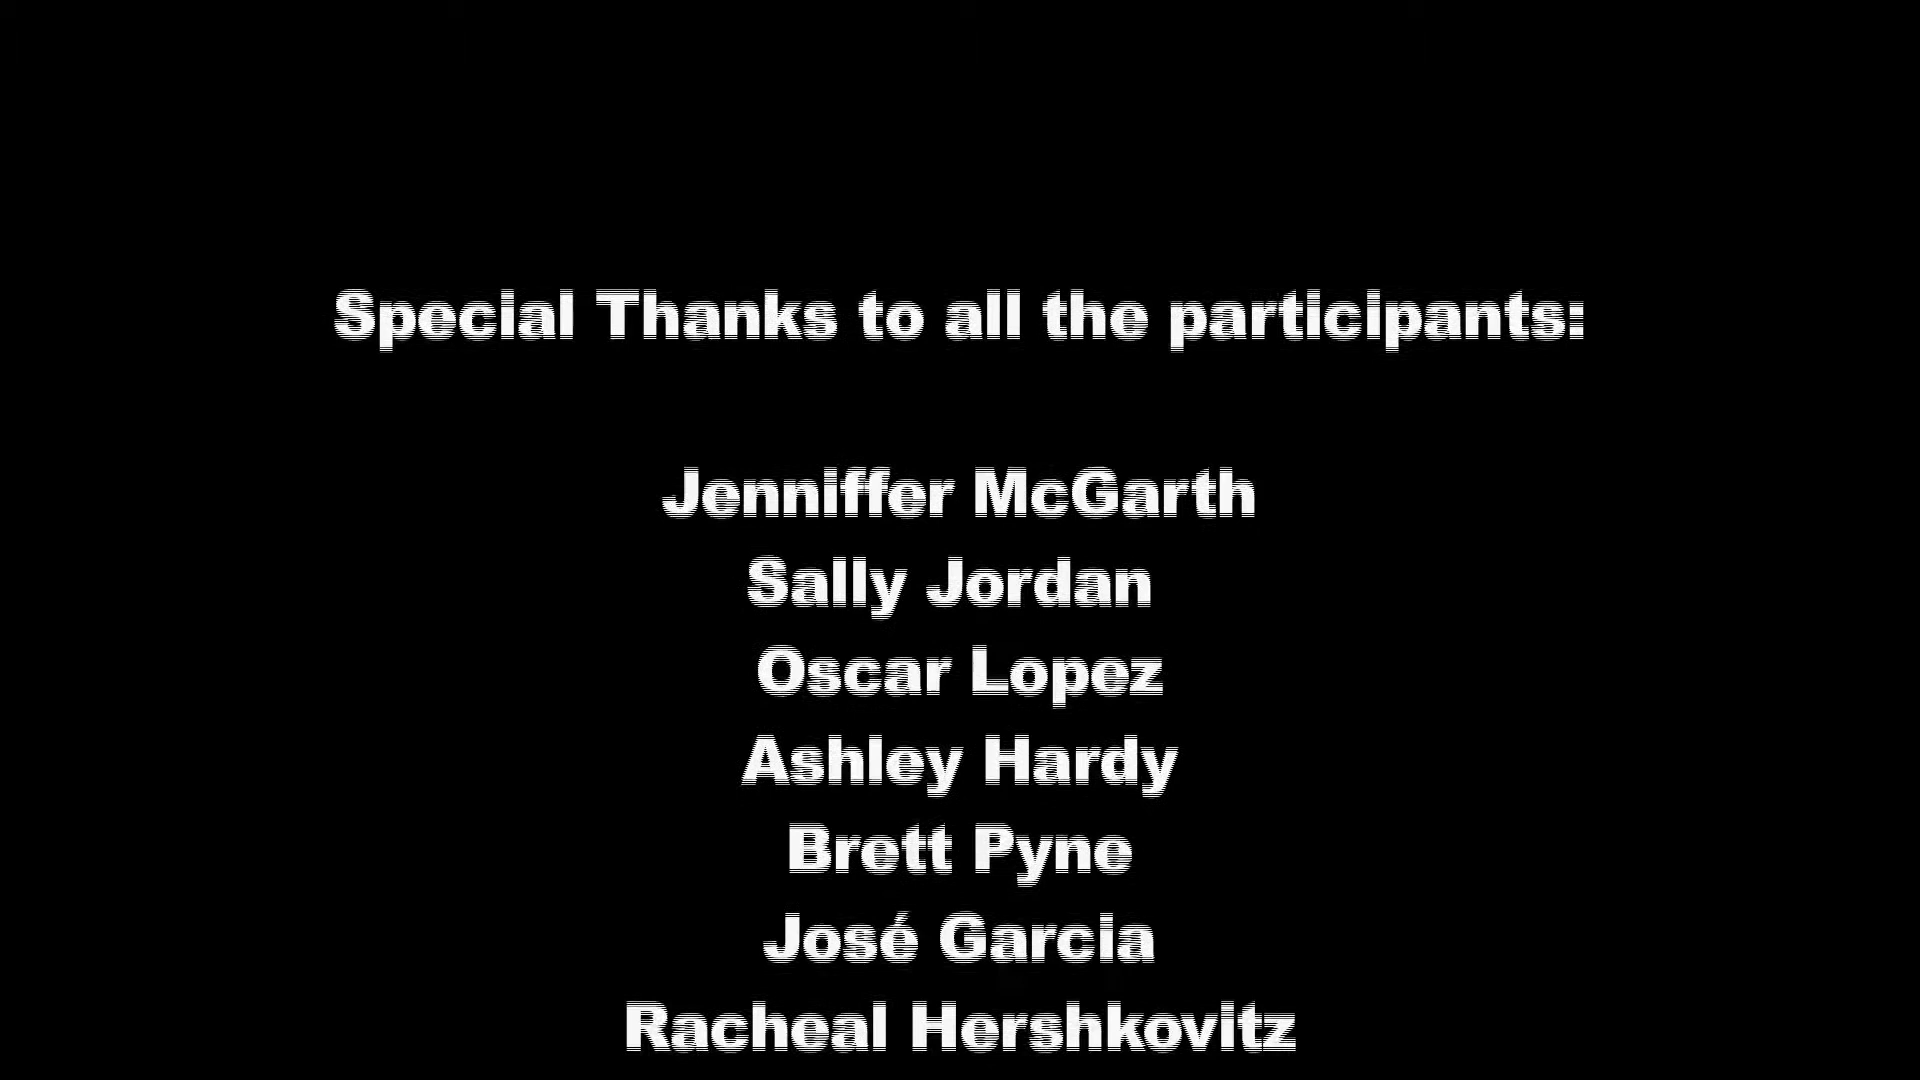 Special Thanks to all the participants:
Jenniffer McGarth
Sally Jordan
Oscar Lopez
Ashley Hardy
Brett Pyne
José Garcia
Racheal Hershkovitz